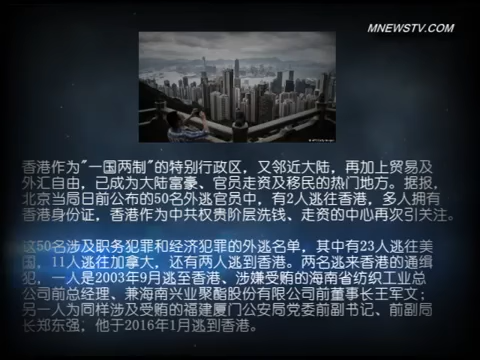 MNEWSTV.COM
香港作为"一国两制"的特别行政区，又邻近大陆，再加上贸易及
外汇自由，已成为大陆富豪、官员走资及移民的热门地方。据报，
北京当局日前公布的50名外逃官员中，有2人逃往香港，多人拥有
香港身份证，香港作为中共权贵阶层洗钱、走资的中心再次引关注。
这50名涉及职务犯罪和经济犯罪的外逃名单，其中有23人逃往美
国，11人逃往加拿大，还有两人逃到香港。两名逃来香港的通缉
犯，一人是2003年9月逃至香港、涉嫌受贿的海南省纺织工业总
公司前总经理、兼海南兴业聚酯股份有限公司前董事长王军文；
另一人为同样涉及受贿的福建厦门公安局党委前副书记、前副局
长郑东强；他于2016年1月逃到香港。